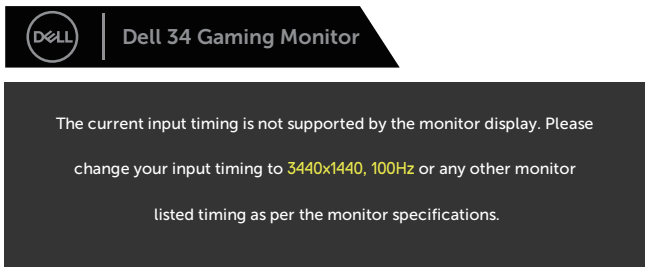 DELL
Dell 34 Gaming Monitor
The current input timing is not supported by the monitor display. Please
change your input timing to 3440x1440, 100Hz or any other monitor
listed timing as per the monitor specifications.